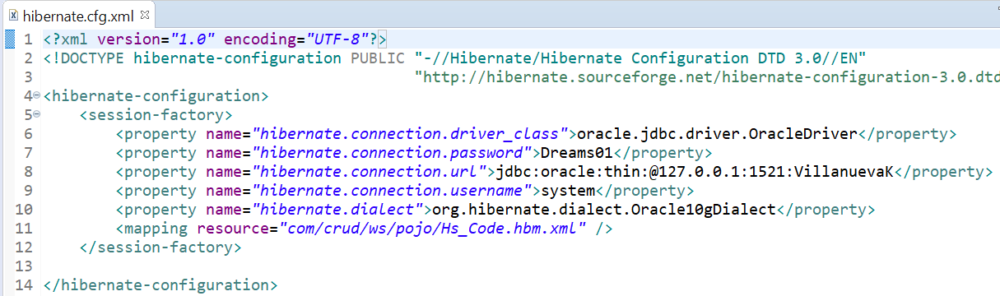 hibernate.cfg.xml
1 <?xml version="1.0" encoding="UTF-8"?>
2 <!DOCTYPE hibernate-configuration PUBLIC "-//Hibernate/Hibernate Configuration DTD 3.0//EN"
3 "http://hibernate.sourceforge.net/hibernate-configuration-3.0.dtd
4 <hibernate-configuration>
5 <session-factory>
6 <property name="hibernate.connection.driver_class">oracle.jdbc.driver.OracleDriver</property>
7 <property name="hibernate.connection.password">Dreams01</property>
8 <property name="hibernate.connection.url">jdbc:oracle:thin:@127.0.0.1:1521:VillanuevaK</property>
9 <property name="hibernate.connection.username">system</property>
10 <property name="hibernate.dialect">org.hibernate.dialect.Oracle10gDialect</property>
11 <mapping resource="com/crud/ws/pojo/Hs_Code.hbm.xml" />
12 </session-factory>
13
14 </hibernate-configuration>